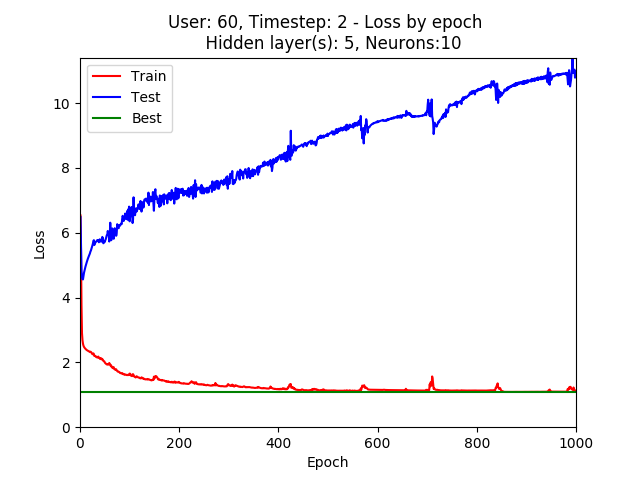 User: 60, Timestep: 2 - Loss by epoch
Hidden layer(s): 5, Neurons:10
Train
Test
Best
10
8
6
4
2
0
Loss
0 200 400 600 800 1000
Epoch